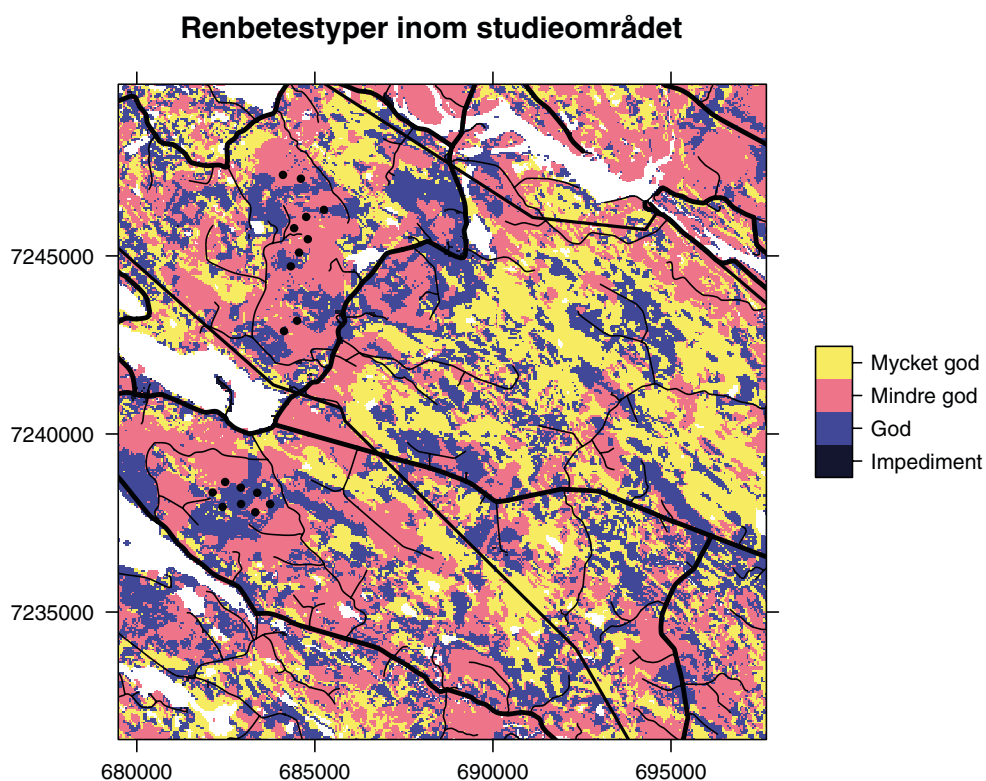 Renbetestyper inom studieområdet
7245000
7240000
7235000
680000
685000
690000
695000
Mycket god
Mindre god
God
Impediment